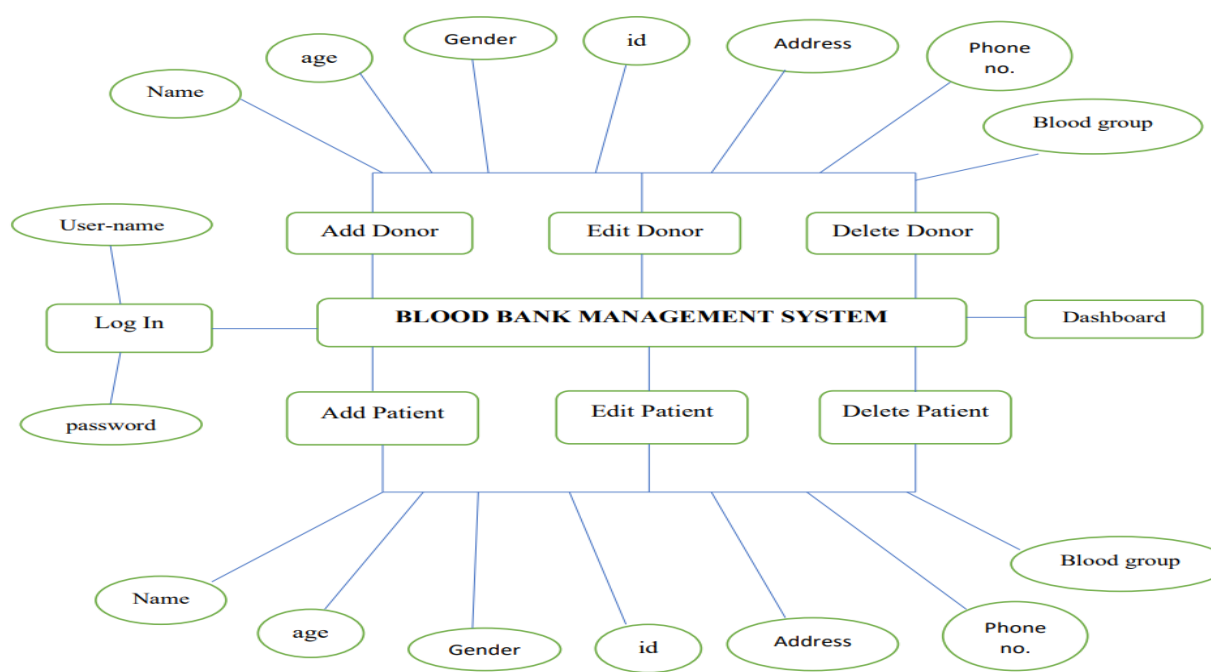 Gender
id
Address
Phone
no.
age
Name
Blood group
User-name
Add Donor
Edit Donor
Delete Donor
Log In
BLOOD BANK MANAGEMENT SYSTEM
Dashboard
Add Patient
Edit Patient
Delete Patient
password
Blood group
Name
age
Gender
id
Address
Phone
no.